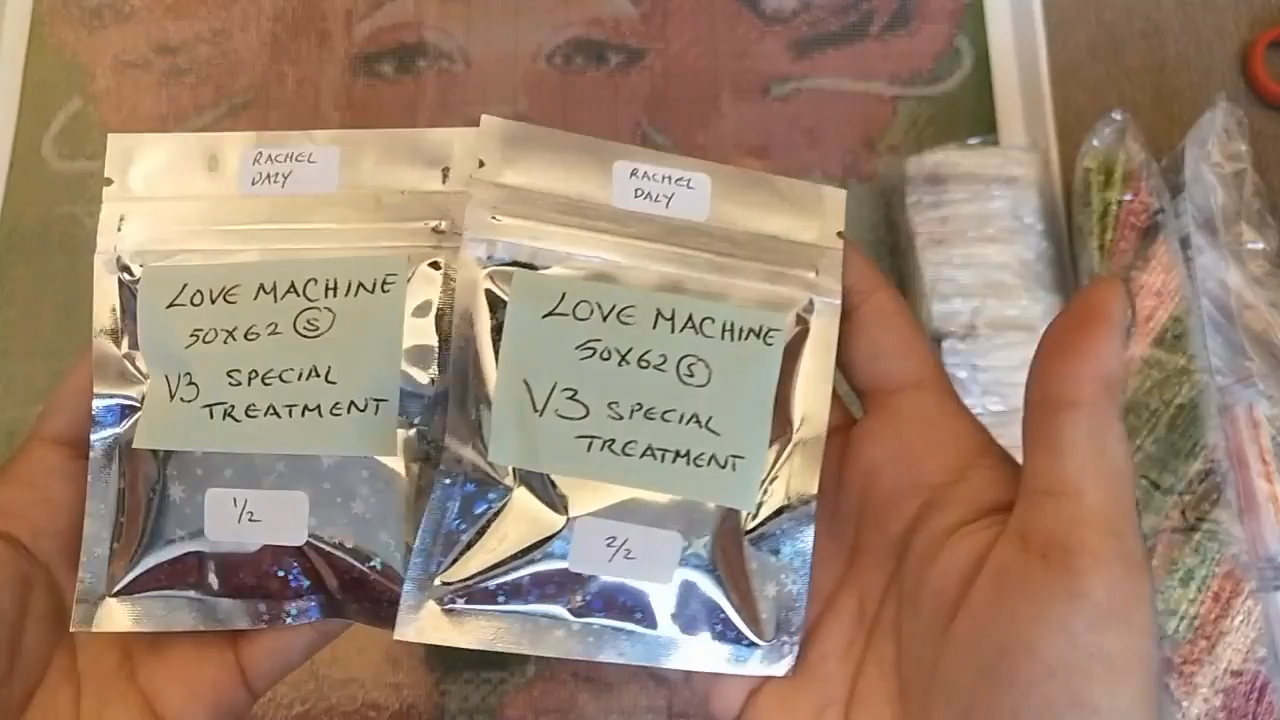 RACHEL
DALY
LOVE MACHINE
50X62 Ⓢ
V3 SPECIAL
TREATMENT
1/2
RACHEL
DALY
LOVE MACHINE
50X62 Ⓢ
V3 SPECIAL
TREATMENT
2/2